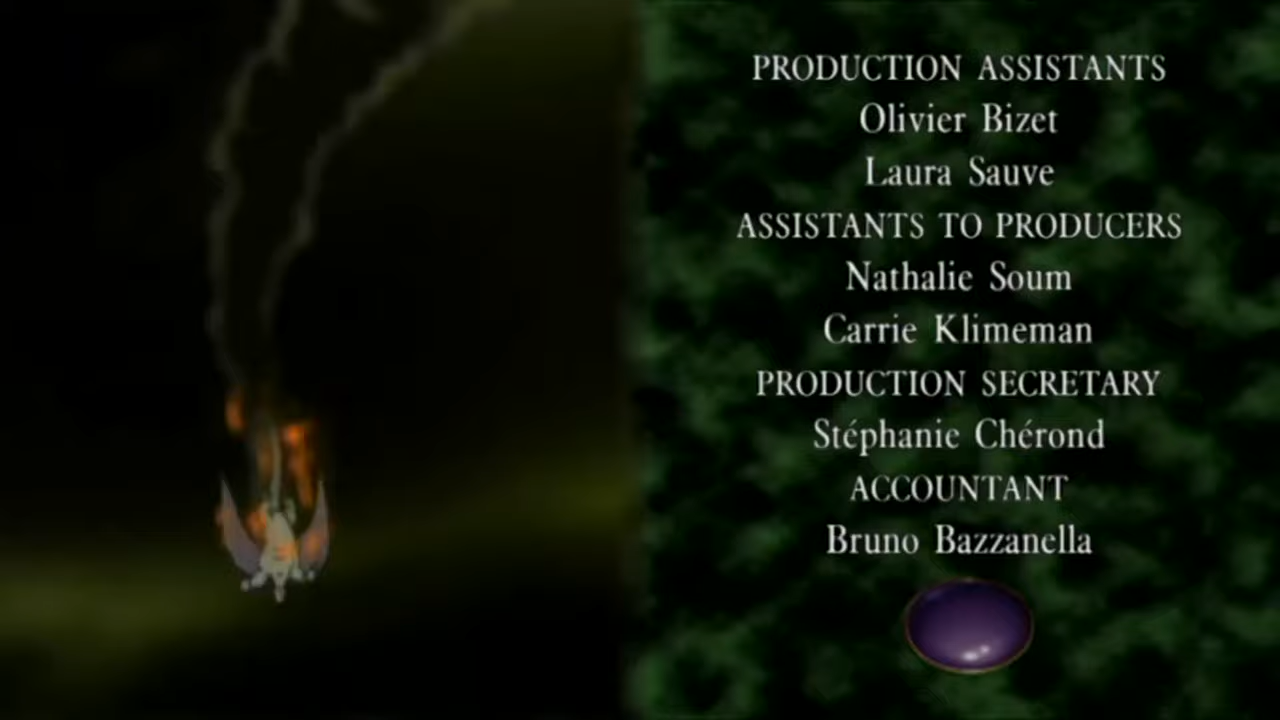 PRODUCTION ASSISTANTS
Olivier Bizet
Laura Sauve
ASSISTANTS TO PRODUCERS
Nathalie Soum
Carrie Klimeman
PRODUCTION SECRETARY
Stéphanie Chérond
ACCOUNTANT
Bruno Bazzanella